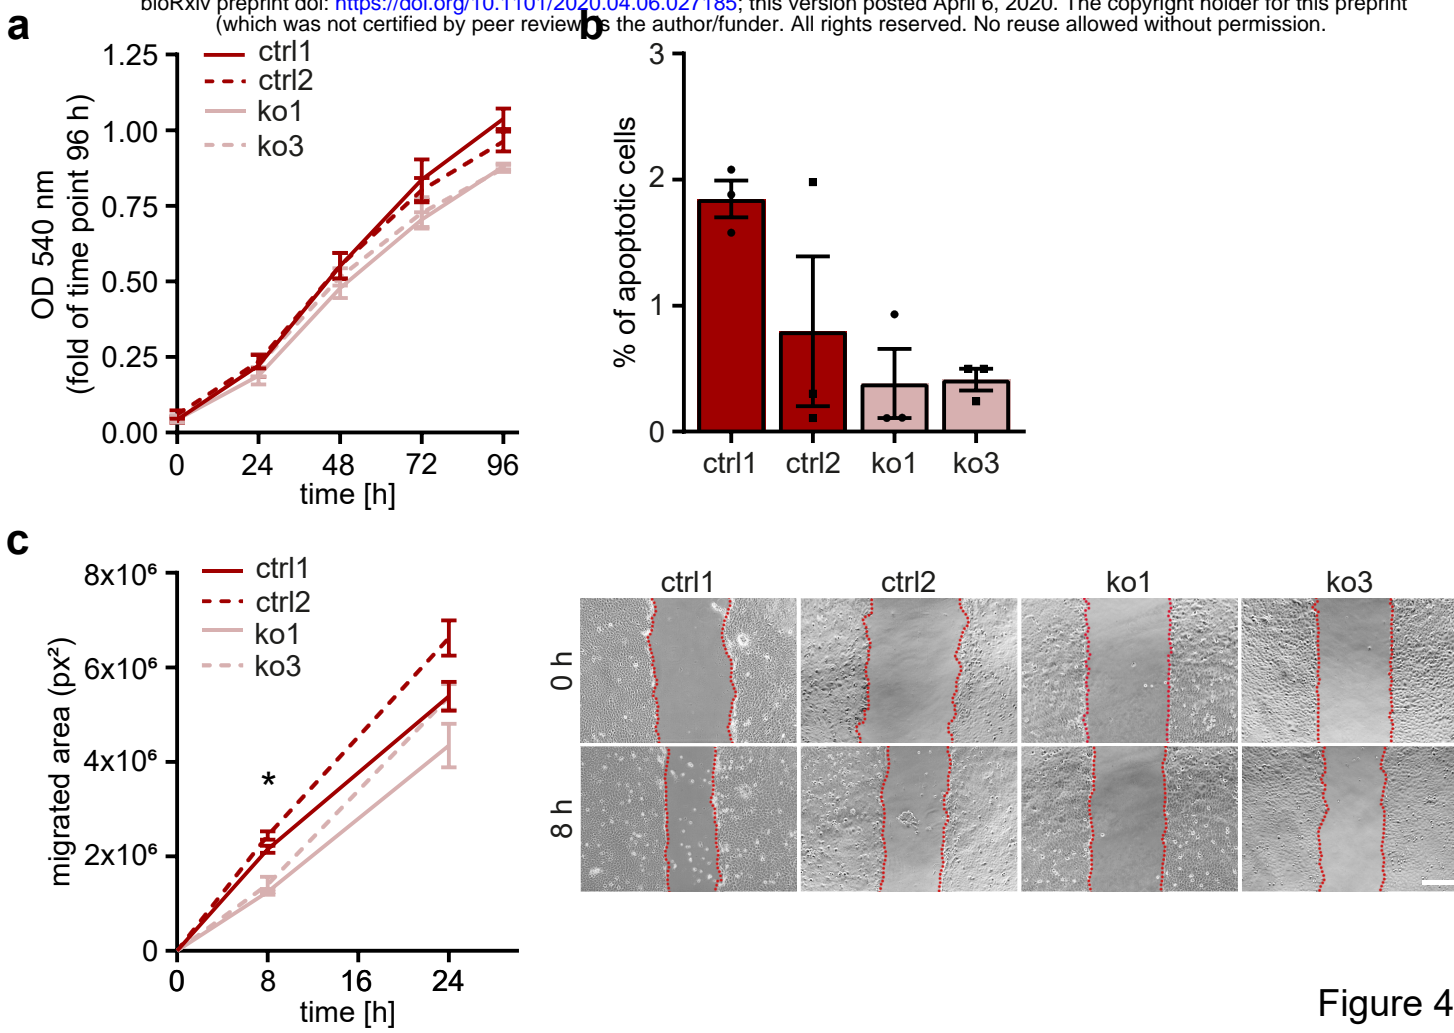 bioRxiv preprint doi: https://doi.org/10.1101/2020.04.06.027185; this version posted April 6, 2020. The copyright holder for this preprint
(which was not certified by peer review s the author/funder. All rights reserved. No reuse allowed without permission.
a
OD 540 nm
(fold of time point 96 h)
1.25
1.00
0.75
0.50
0.25
0.00
ctrl1
ctrl2
ko1
ko3
0 24 48 72 96
time [h]
b
% of apoptotic cells
3
2
1
0
ctrl1 ctrl2 ko1 ko3
c
migrated area (px²)
8x10⁶
6x10⁶
4x10⁶
2x10⁶
0
ctrl1
ctrl2
ko1
ko3
*
0 8 16 24
time [h]
ctrl1 ctrl2 ko1 ko3
0 h
8 h
Figure 4